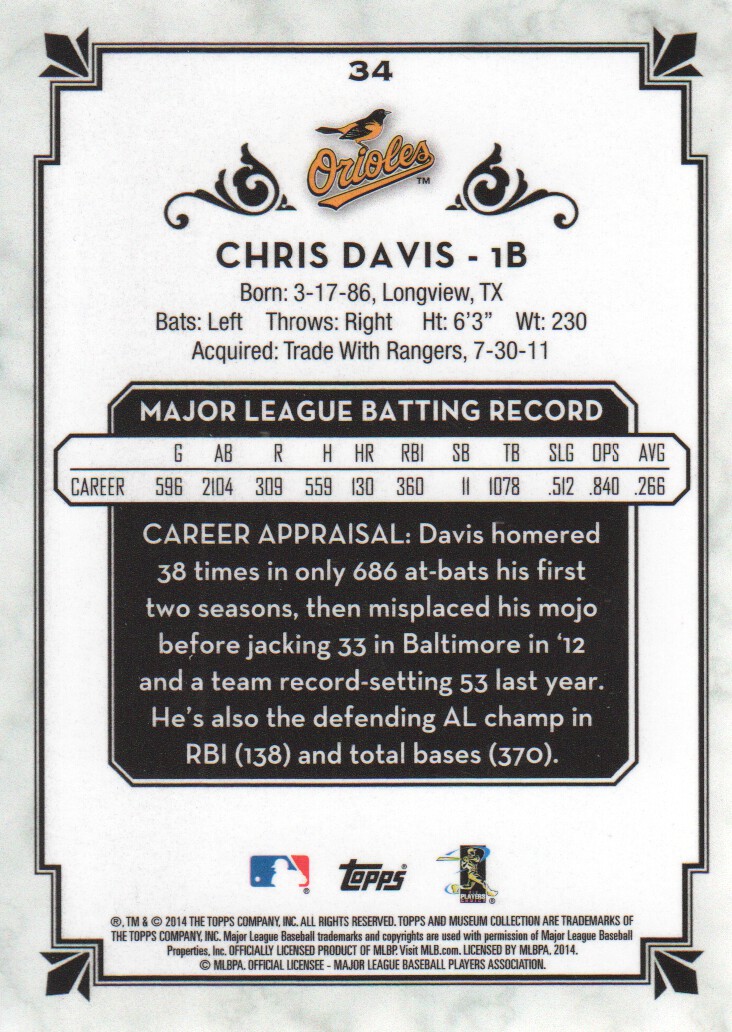 34
Orioles™
CHRIS DAVIS - 1B
Born: 3-17-86, Longview, TX
Bats: Left Throws: Right Ht: 6'3" Wt: 230
Acquired: Trade With Rangers, 7-30-11
MAJOR LEAGUE BATTING RECORD
G AB R H HR RBI SB TB SLG OPS AVG
CAREER 596 2104 309 559 130 360 11 1078 .512 .840 .266
CAREER APPRAISAL: Davis homered
38 times in only 686 at-bats his first
two seasons, then misplaced his mojo
before jacking 33 in Baltimore in '12
and a team record-setting 53 last year.
He's also the defending AL champ in
RBI (138) and total bases (370).
® topps® PLAYERS CHOICE ®
®, TM & © 2014 THE TOPPS COMPANY, INC. ALL RIGHTS RESERVED. TOPPS AND MUSEUM COLLECTION ARE TRADEMARKS OF
THE TOPPS COMPANY, INC. Major League Baseball trademarks and copyrights are used with permission of Major League Baseball
Properties, Inc. OFFICIALLY LICENSED PRODUCT OF MLBP. Visit MLB.com. LICENSED BY MLBPA, 2014.
© MLBPA. OFFICIAL LICENSEE - MAJOR LEAGUE BASEBALL PLAYERS ASSOCIATION.